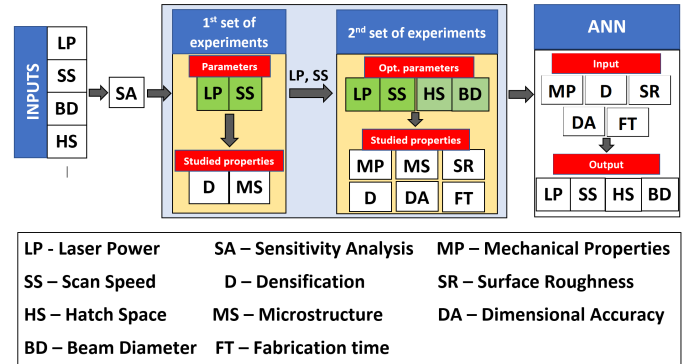 INPUTS
LP
SS
BD
HS
SA
1st set of
experiments
Parameters
LP SS
Studied properties
D MS
LP, SS
2nd set of experiments
Opt. parameters
LP SS HS BD
Studied properties
MP MS SR
D DA FT
ANN
Input
MP D SR
DA FT
Output
LP SS HS BD
LP - Laser Power SA – Sensitivity Analysis MP – Mechanical Properties
SS – Scan Speed D – Densification SR – Surface Roughness
HS – Hatch Space MS – Microstructure DA – Dimensional Accuracy
BD – Beam Diameter FT – Fabrication time